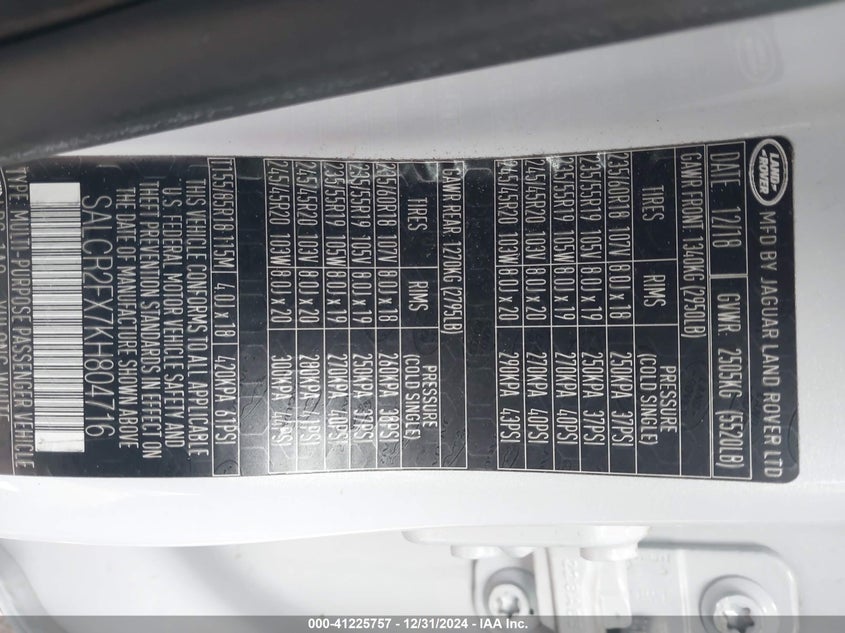 LAND ROVER
MFD BY JAGUAR LAND ROVER LTD
DATE 12/18 GVWR: 2505KG (5520LB)
GAWR FRONT 1340KG (2950LB)
TIRES RIMS PRESSURE (COLD SINGLE)
235/60R18 107V 8.0J x 18 250KPA 37PSI
235/55R19 105V 8.0J x 19 250KPA 37PSI
235/55R19 105W 8.0J x 19 270KPA 40PSI
245/45R20 103V 8.0J x 20 270KPA 40PSI
245/45R20 103W 8.0J x 20 290KPA 43PSI
GAWR REAR 1270KG (2795LB)
TIRES RIMS PRESSURE (COLD SINGLE)
235/60R18 107V 8.0J x 18 260KPA 38PSI
235/55R19 105V 8.0J x 19
235/55R19 105W 8.0J x 19 270KPA 40PSI
245/45R20 103V 8.0J x 20 280KPA 41PSI
245/45R20 103W 8.0J x 20 300KPA 44PSI
T155/85R18 115M 4.0J x 18 420KPA 61PSI
THIS VEHICLE CONFORMS TO ALL APPLICABLE
U.S. FEDERAL MOTOR VEHICLE SAFETY AND
THEFT PREVENTION STANDARDS IN EFFECT ON
THE DATE OF MANUFACTURE SHOWN ABOVE
SALCR2FX7KH804716
TYPE: MULTI-PURPOSE PASSENGER VEHICLE
000-41225757 - 12/31/2024 - IAA Inc.